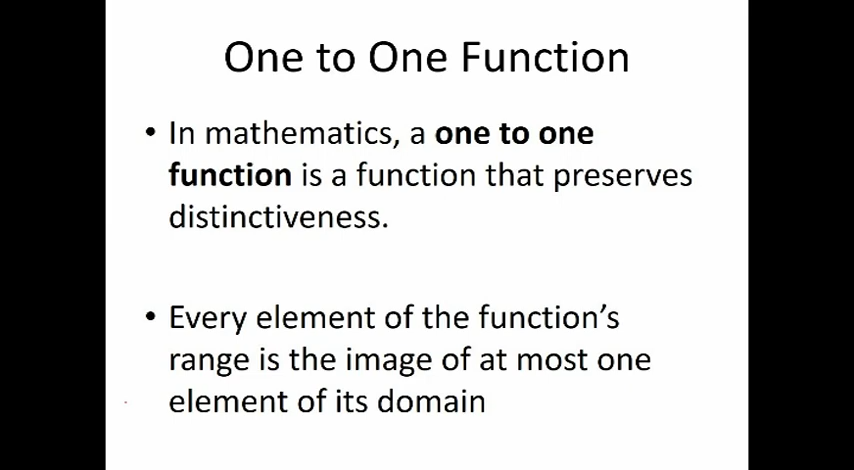 One to One Function
• In mathematics, a one to one
function is a function that preserves
distinctiveness.
• Every element of the function's
range is the image of at most one
element of its domain